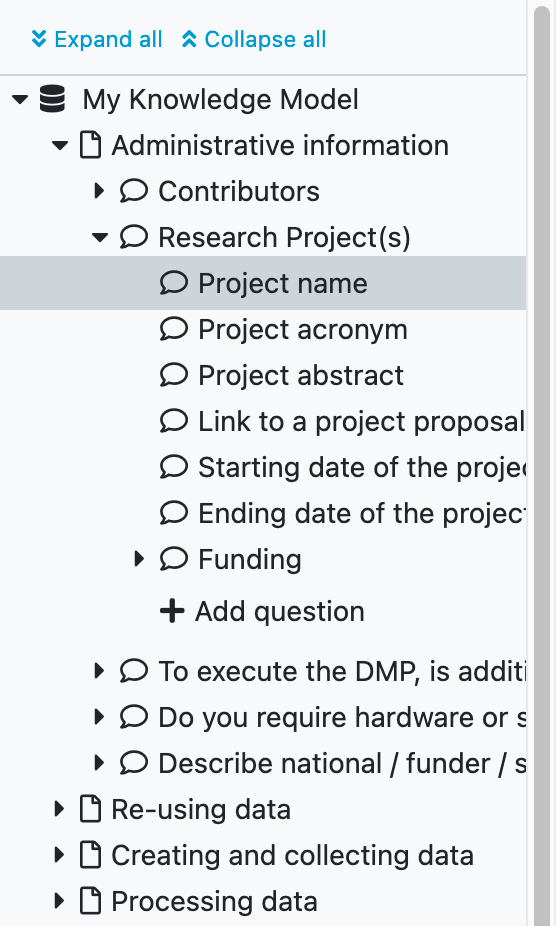 Expand all Collapse all
My Knowledge Model
Administrative information
Contributors
Research Project(s)
Project name
Project acronym
Project abstract
Link to a project proposal
Starting date of the
Ending date of the project
Funding
Add question
To execute the DMP, is
Do you require hardware or
Describe national / funder /
Re-using data
Creating and collecting data
Processing data